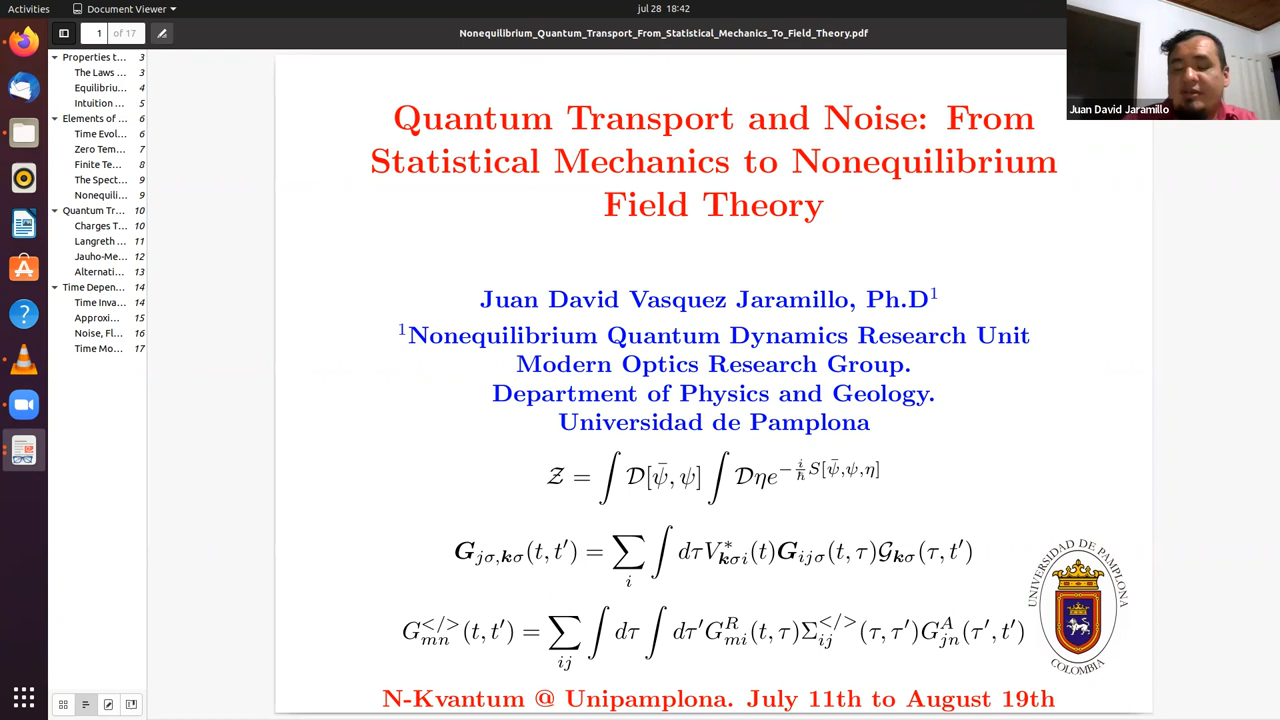 Activities
Document Viewer
jul 28 18:42
1
of 17
Nonequilibrium_Quantum_Transport_From_Statistical_Mechanics_To_Field_Theory.pdf
Juan David Jaramillo
Properties t... 3
The Laws ... 3
Equilibriu... 4
Intuition ... 5
Elements of ... 6
Time Evol... 6
Zero Tem... 7
Finite Te... 8
The Spect... 9
Nonequili... 9
Quantum Tr... 10
Charges T... 10
Langreth ... 11
Jauho-Me... 12
Alternati... 13
Time Depen... 14
Time Inva... 14
Approxi... 15
Noise, Fl... 16
Time Mo... 17
Quantum Transport and Noise: From
Statistical Mechanics to Nonequilibrium
Field Theory
Juan David Vasquez Jaramillo, Ph.D¹
¹Nonequilibrium Quantum Dynamics Research Unit
Modern Optics Research Group.
Department of Physics and Geology.
Universidad de Pamplona
𝒵 = ∫ 𝒟[ψ̄, ψ] ∫ 𝒟η e^{−(i/ħ) S[ψ̄,ψ,η]}
G_{jσ,kσ}(t, t′) = ∑_i ∫ dτ V*_{kσi}(t) G_{ijσ}(t, τ) 𝒢_{kσ}(τ, t′)
G^{</>}_{mn}(t, t′) = ∑_{ij} ∫ dτ ∫ dτ′ G^R_{mi}(t, τ) Σ^{</>}_{ij}(τ, τ′) G^A_{jn}(τ′, t′)
UNIVERSIDAD DE PAMPLONA
COLOMBIA
N-Kvantum @ Unipamplona. July 11th to August 19th